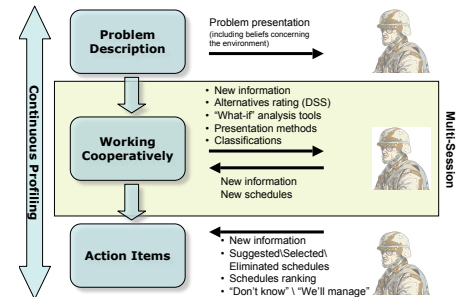 Problem
Description
Problem presentation
(including beliefs concerning
the environment)
Continuous Profiling
Working
Cooperatively
• New information
• Alternatives rating (DSS)
• “What-if” analysis tools
• Presentation methods
• Classifications
New information
New schedules
Multi-Session
Action Items
• New information
• Suggested\Selected\
Eliminated schedules
• Schedules ranking
• “Don’t know” \ “We’ll manage”